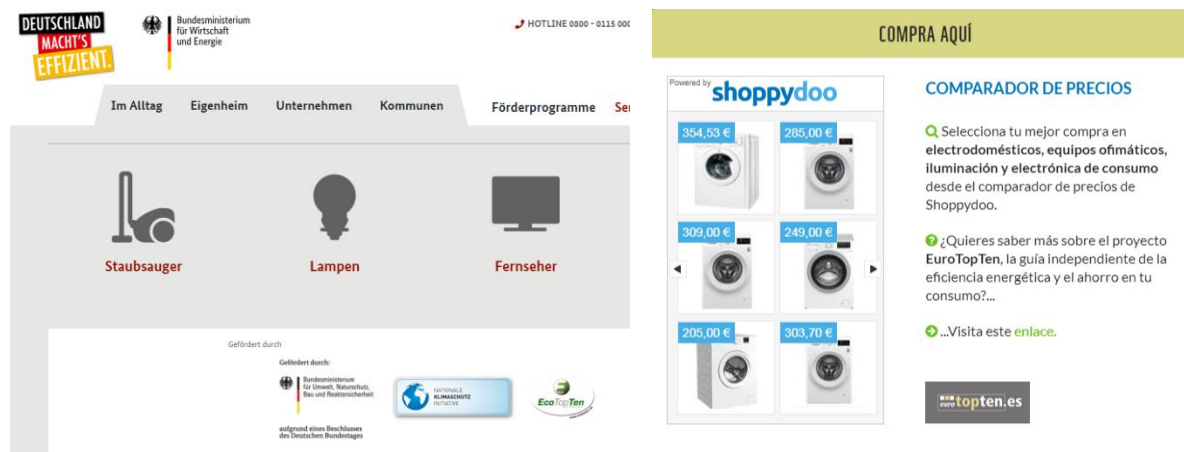 DEUTSCHLAND
MACHT'S
EFFIZIENT.
Bundesministerium
für Wirtschaft
und Energie
HOTLINE 0800 - 0115 000
Im Alltag Eigenheim Unternehmen Kommunen Förderprogramme Ser
Staubsauger Lampen Fernseher
Gefördert durch
Gefördert durch:
Bundesministerium
für Umwelt, Naturschutz,
Bau und Reaktorsicherheit
NATIONALE
KLIMASCHUTZ
INITIATIVE
EcoTopTen
aufgrund eines Beschlusses
des Deutschen Bundestages
COMPRA AQUÍ
Powered by
shoppydoo
354,53 € 285,00 €
309,00 € 249,00 €
205,00 € 303,70 €
COMPARADOR DE PRECIOS
Selecciona tu mejor compra en
electrodomésticos, equipos ofimáticos,
iluminación y electrónica de consumo
desde el comparador de precios de
Shoppydoo.
¿Quieres saber más sobre el proyecto
EuroTopTen, la guía independiente de la
eficiencia energética y el ahorro en tu
consumo?...
...Visita este enlace.
euro topten.es